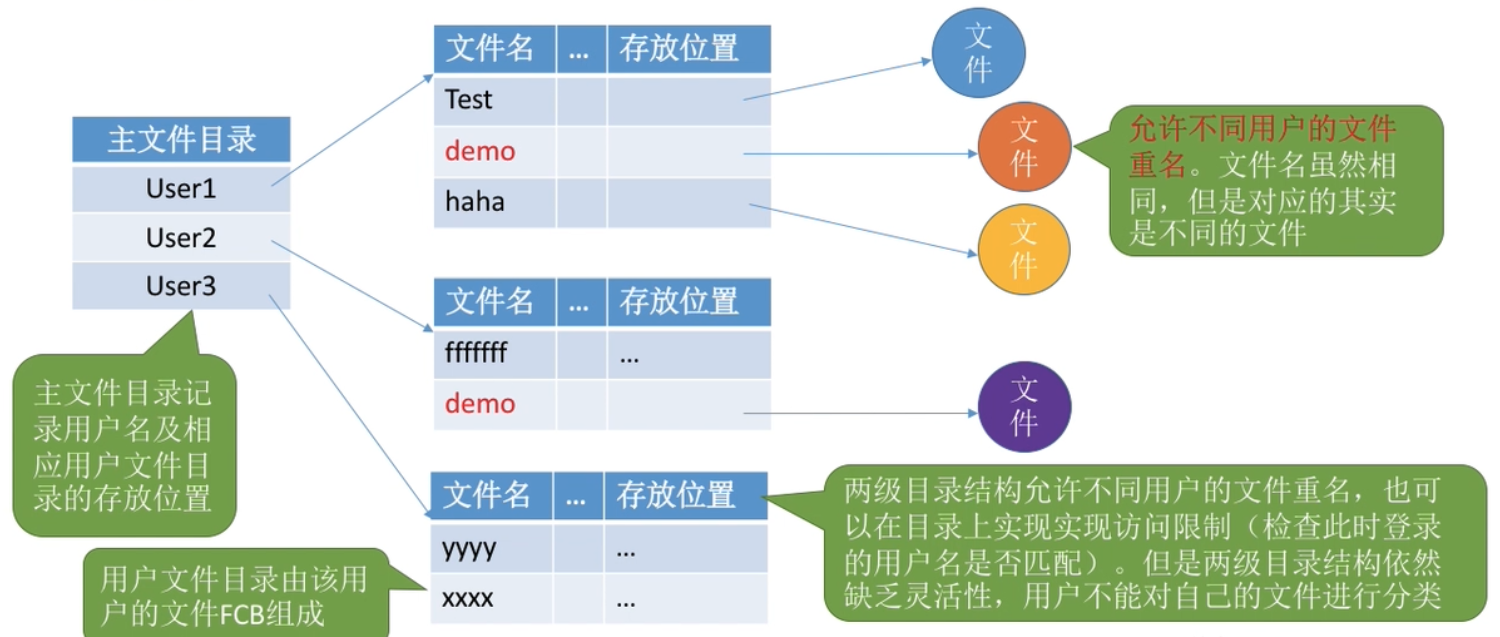 主文件目录
User1
User2
User3
主文件目录记
录用户名及相
应用户文件目
录的存放位置
用户文件目录由该用
户的文件FCB组成
文件名 … 存放位置
Test
demo
haha
文件名 … 存放位置
fffffff …
demo
文件名 … 存放位置
yyyy …
xxxx …
文
件
文
件
文
件
文
件
允许不同用户的文件
重名。文件名虽然相
同，但是对应的其实
是不同的文件
两级目录结构允许不同用户的文件重名，也可
以在目录上实现实现访问限制（检查此时登录
的用户名是否匹配）。但是两级目录结构依然
缺乏灵活性，用户不能对自己的文件进行分类